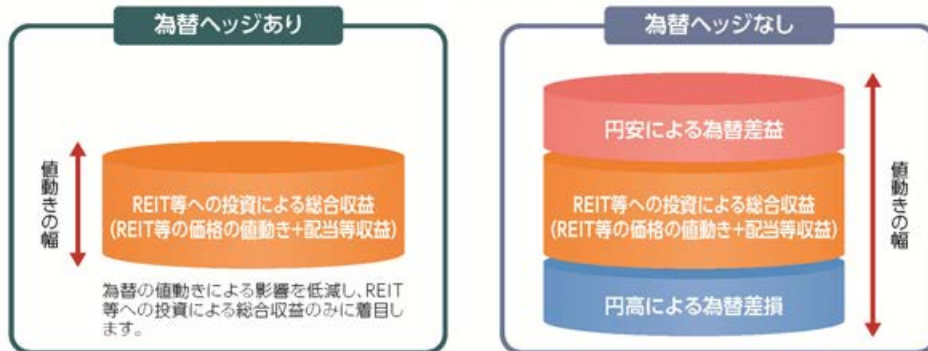 為替ヘッジあり
値動きの幅
REIT等への投資による総合収益
(REIT等の価格の値動き+配当等収益)
為替の値動きによる影響を低減し、REIT
等への投資による総合収益のみに着目し
ます。
為替ヘッジなし
円安による為替差益
REIT等への投資による総合収益
(REIT等の価格の値動き+配当等収益)
円高による為替差損
値動きの幅